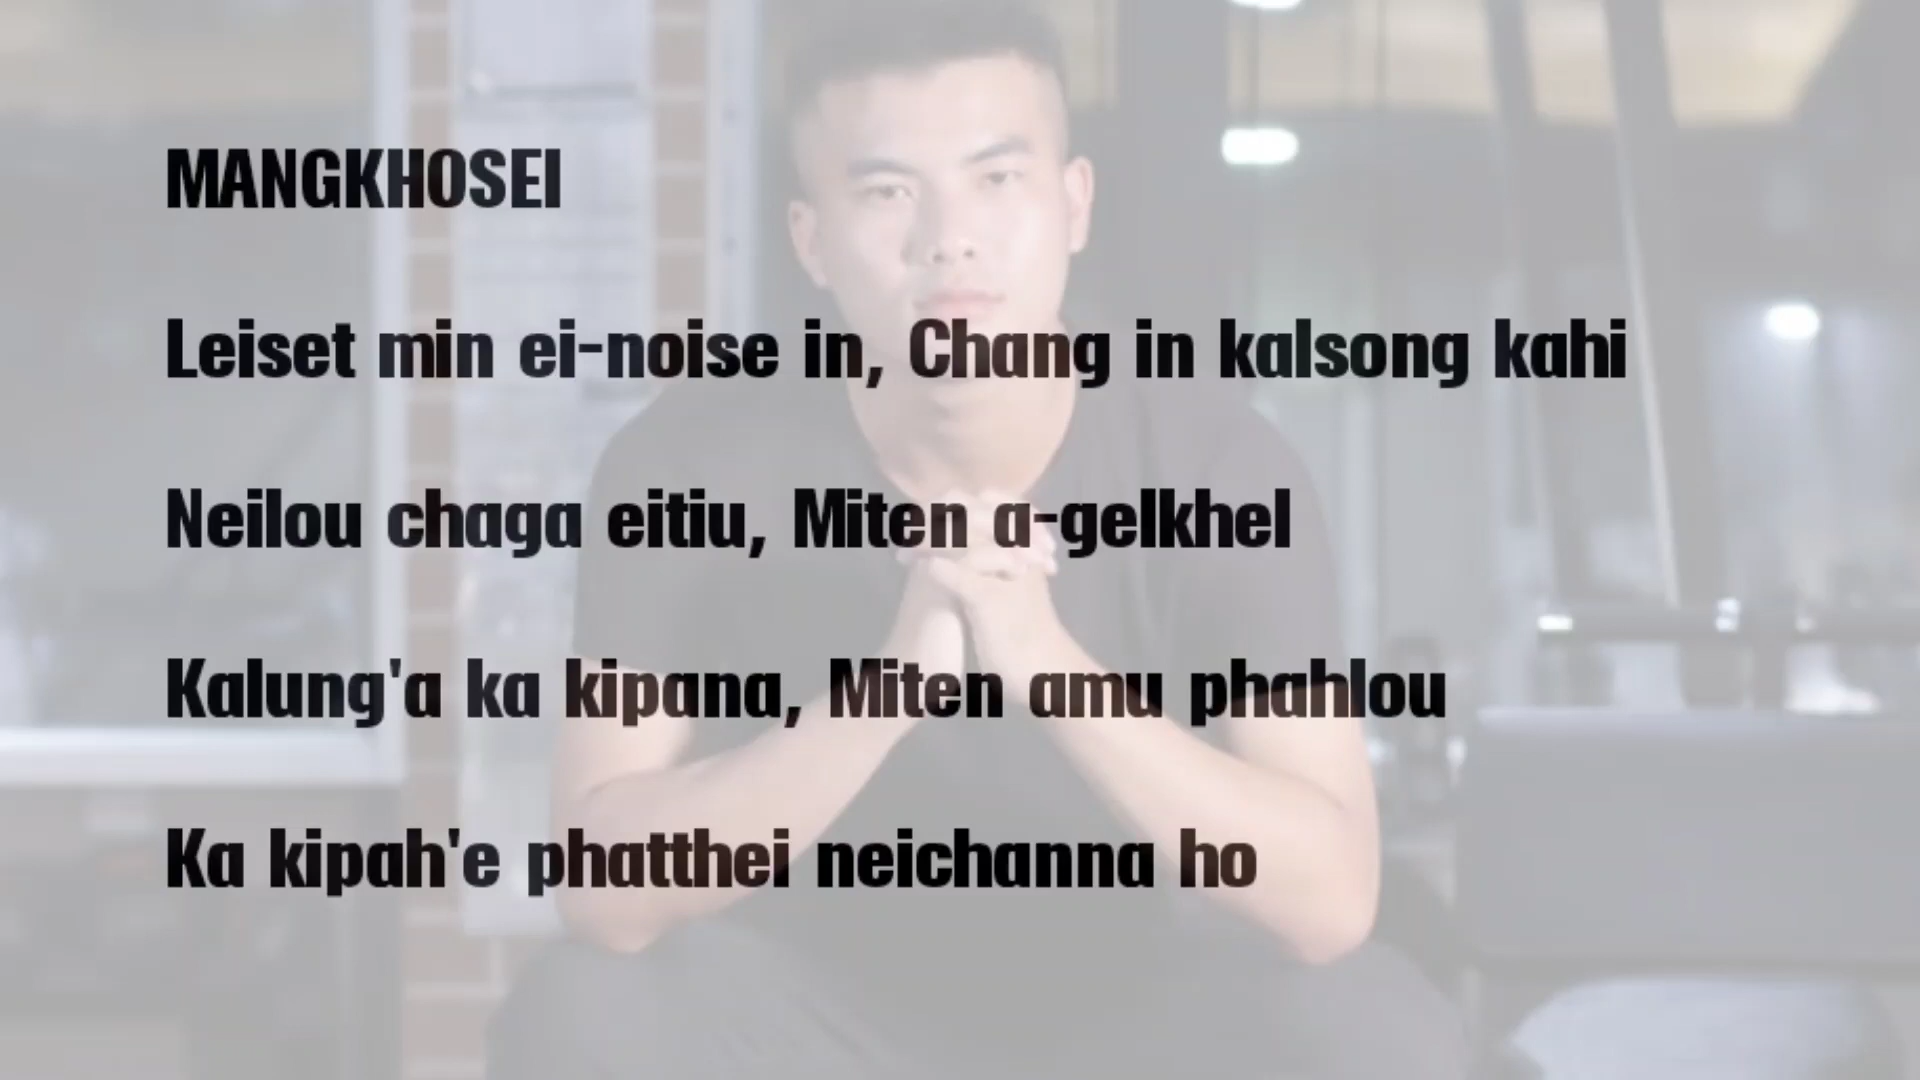 MANGKHOSEI
Leiset min ei-noise in, Chang in kalsong kahi
Neilou chaga eitiu, Miten a-gelkhel
Kalung'a ka kipana, Miten amu phahlou
Ka kipah'e phatthei neichanna ho